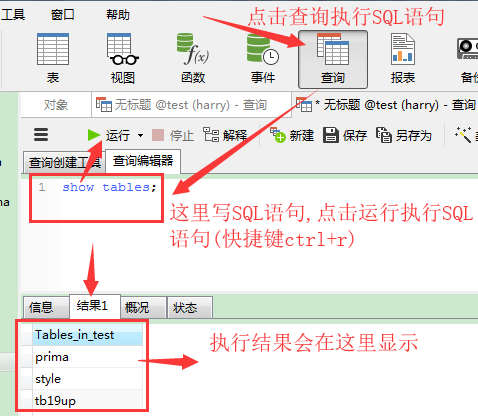 工具 窗口 帮助
点击查询执行SQL语句
表 视图 函数 事件 查询 报表 备份
对象 无标题 @test (harry) - 查询 * 无标题 @test (harry) - 查询
运行 停止 解释 新建 保存 另存为
查询创建工具 查询编辑器
1 show tables;
这里写SQL语句,点击运行执行SQL
语句(快捷键ctrl+r)
信息 结果1 概况 状态
Tables_in_test
执行结果会在这里显示
prima
style
tb19up